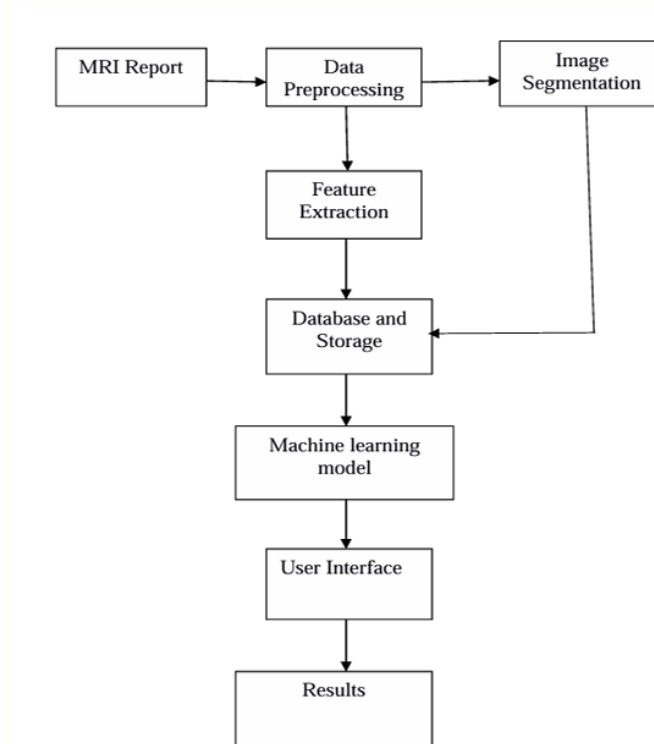 MRI Report
Data
Preprocessing
Image
Segmentation
Feature
Extraction
Database and
Storage
Machine learning
model
User Interface
Results